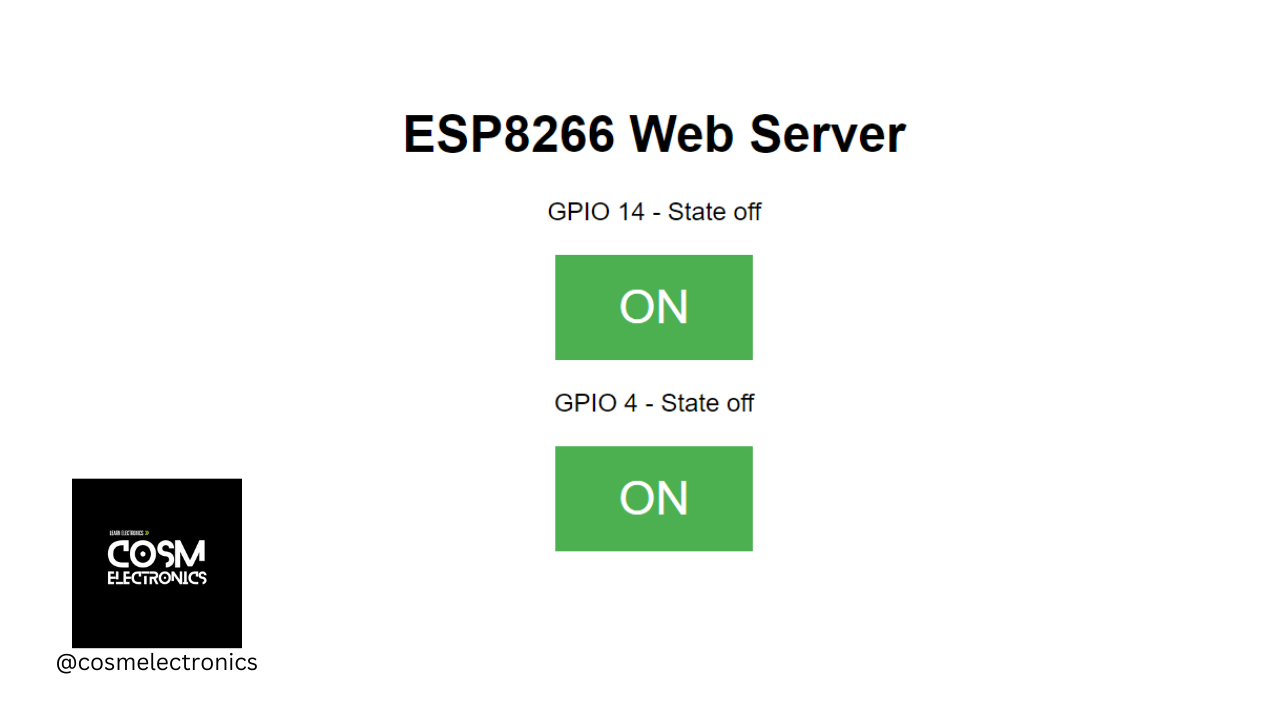 ESP8266 Web Server
GPIO 14 - State off
ON
GPIO 4 - State off
ON
LEARN ELECTRONICS »
COSM
ELECTRONICS
@cosmelectronics